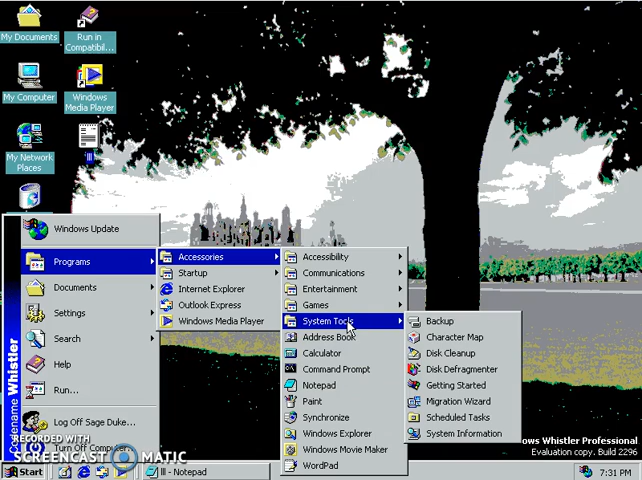 My Documents
Run in
Compatibil...
My Computer
Windows
Media Player
My Network
Places
lll
Windows Update
Programs
Documents
Settings
Search
Help
Run...
Log Off Sage Duke...
Turn Off Computer...
Codename Whistler
Accessories
Startup
Internet Explorer
Outlook Express
Windows Media Player
Accessibility
Communications
Entertainment
Games
System Tools
Address Book
Calculator
Command Prompt
Notepad
Paint
Synchronize
Windows Explorer
Windows Movie Maker
WordPad
Backup
Character Map
Disk Cleanup
Disk Defragmenter
Getting Started
Migration Wizard
Scheduled Tasks
System Information
ows Whistler Professional
Evaluation copy. Build 2296
RECORDED WITH
SCREENCAST MATIC
Start
lll - Notepad
7:31 PM